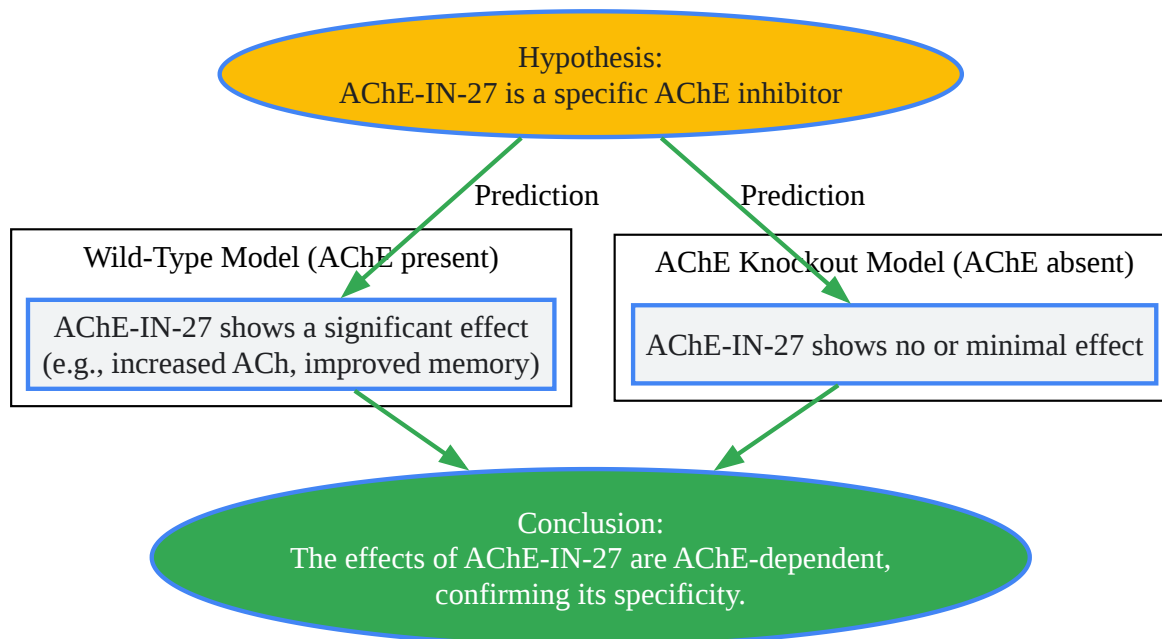 Hypothesis:
AChE-IN-27 is a specific AChE inhibitor
Prediction
Prediction
Wild-Type Model (AChE present)
AChE Knockout Model (AChE absent)
AChE-IN-27 shows a significant effect
(e.g., increased ACh, improved memory)
AChE-IN-27 shows no or minimal effect
Conclusion:
The effects of AChE-IN-27 are AChE-dependent,
confirming its specificity.